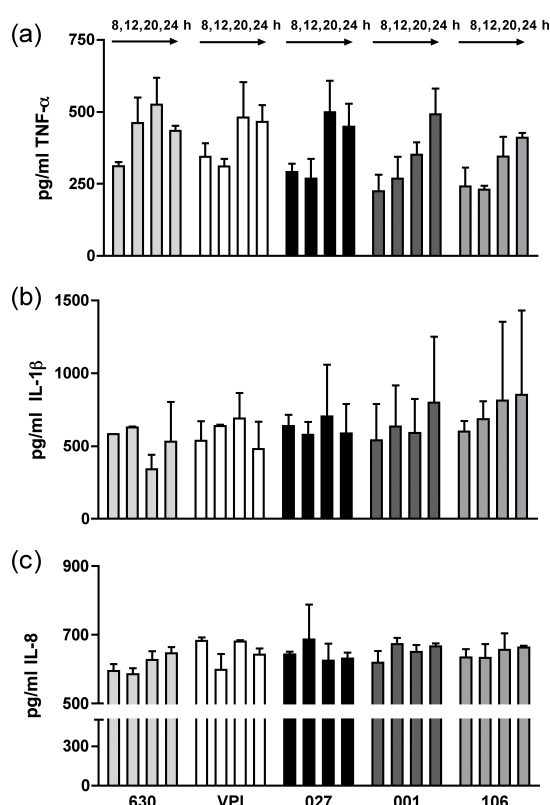 (a)
8,12,20,24 h 8,12,20,24 h 8,12,20,24 h 8,12,20,24 h 8,12,20,24 h
pg/ml TNF-α
750
500
250
0
(b)
pg/ml IL-1β
1500
1000
500
0
(c)
pg/ml IL-8
900
700
500
300
0
630 VPI 027 001 106